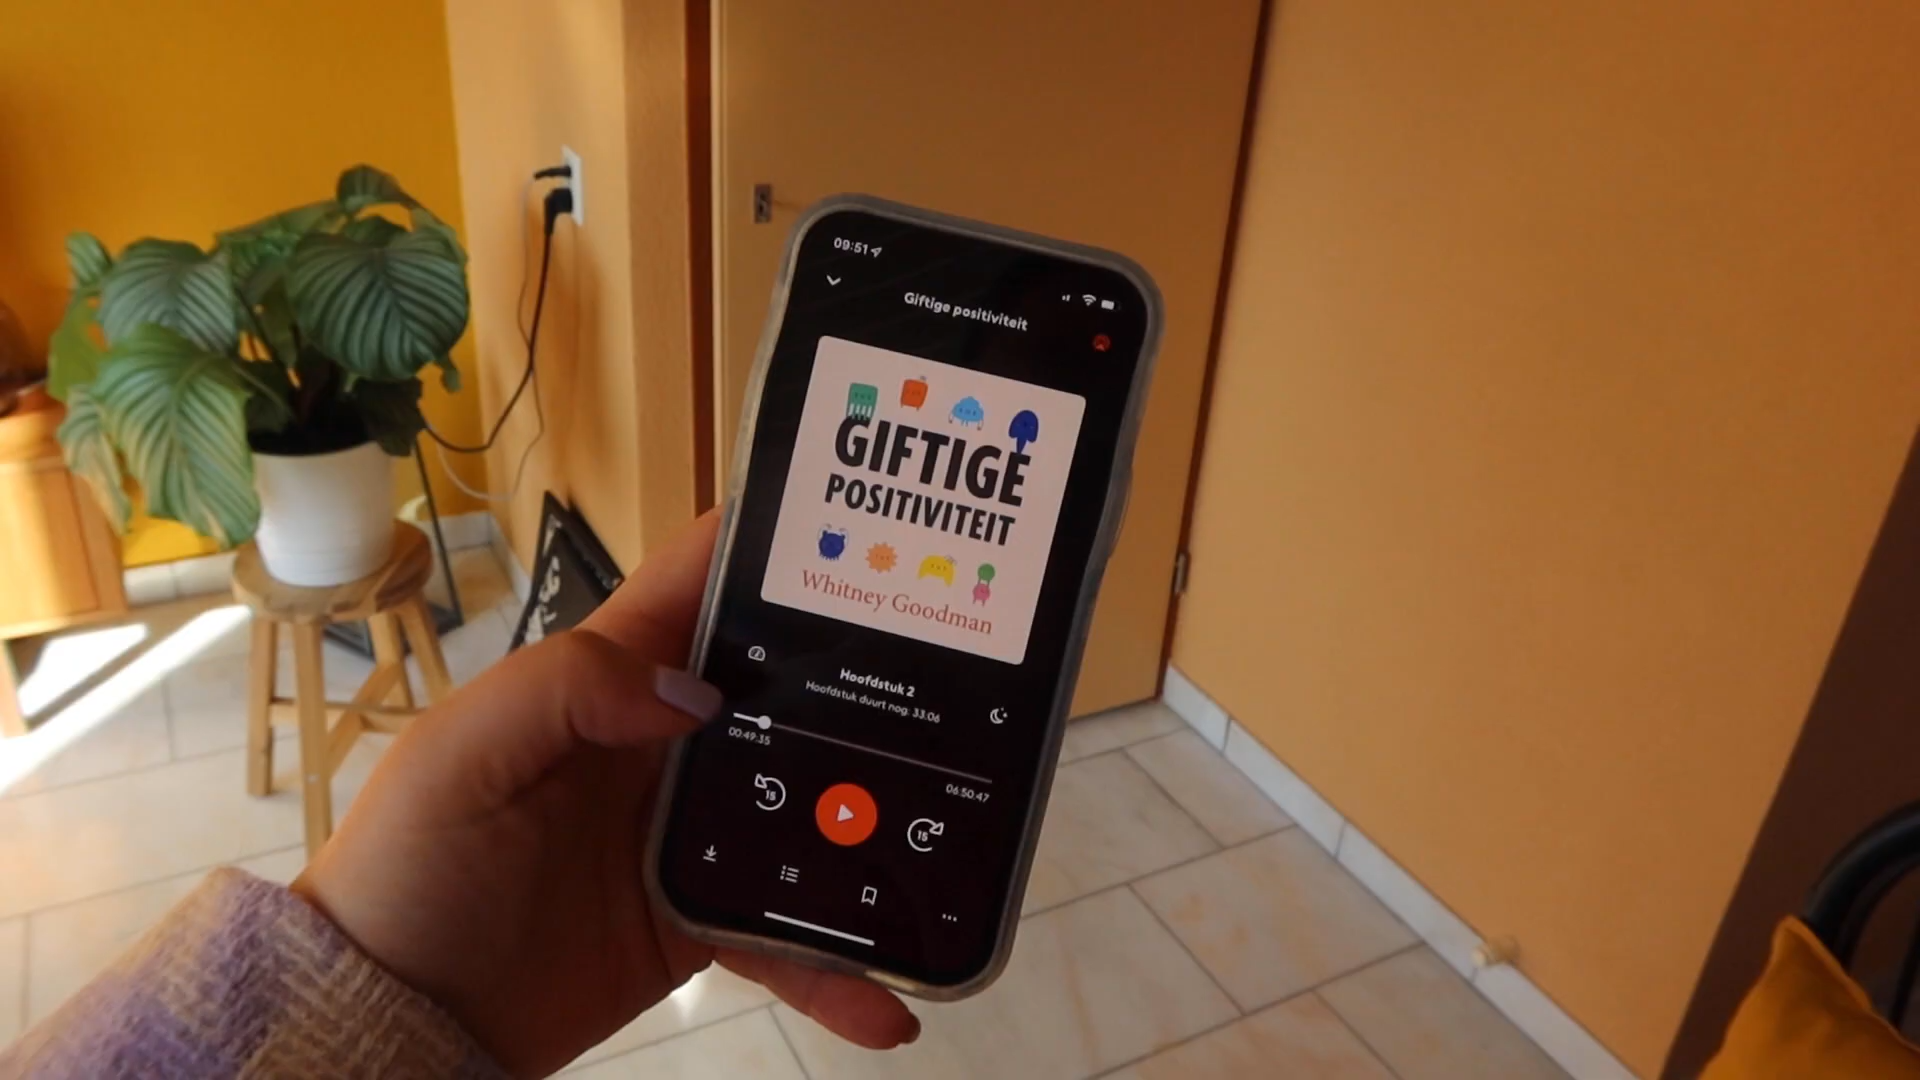 09:51
Giftige positiviteit
GIFTIGE
POSITIVITEIT
Whitney Goodman
Hoofdstuk 2
Hoofdstuk duurt nog: 33.06
00:49:35
06:50:47
15
15